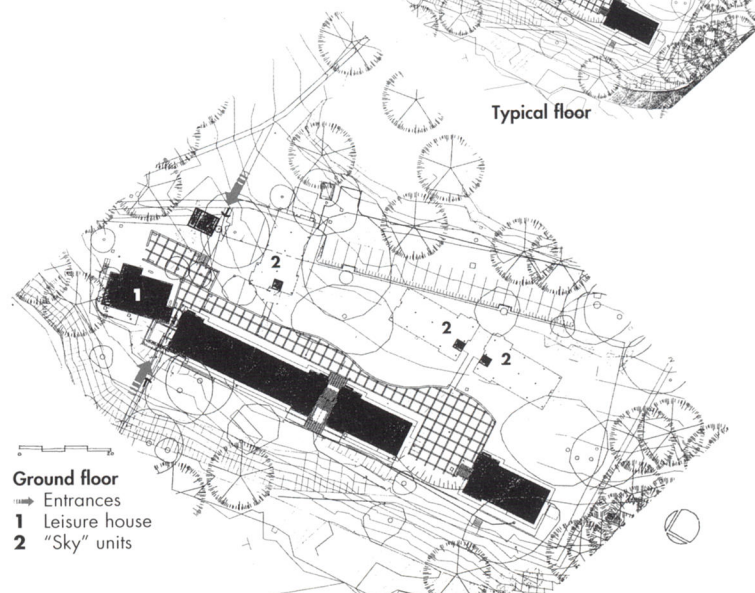 Typical floor
2
1
2
2
Ground floor
Entrances
1 Leisure house
2 "Sky" units